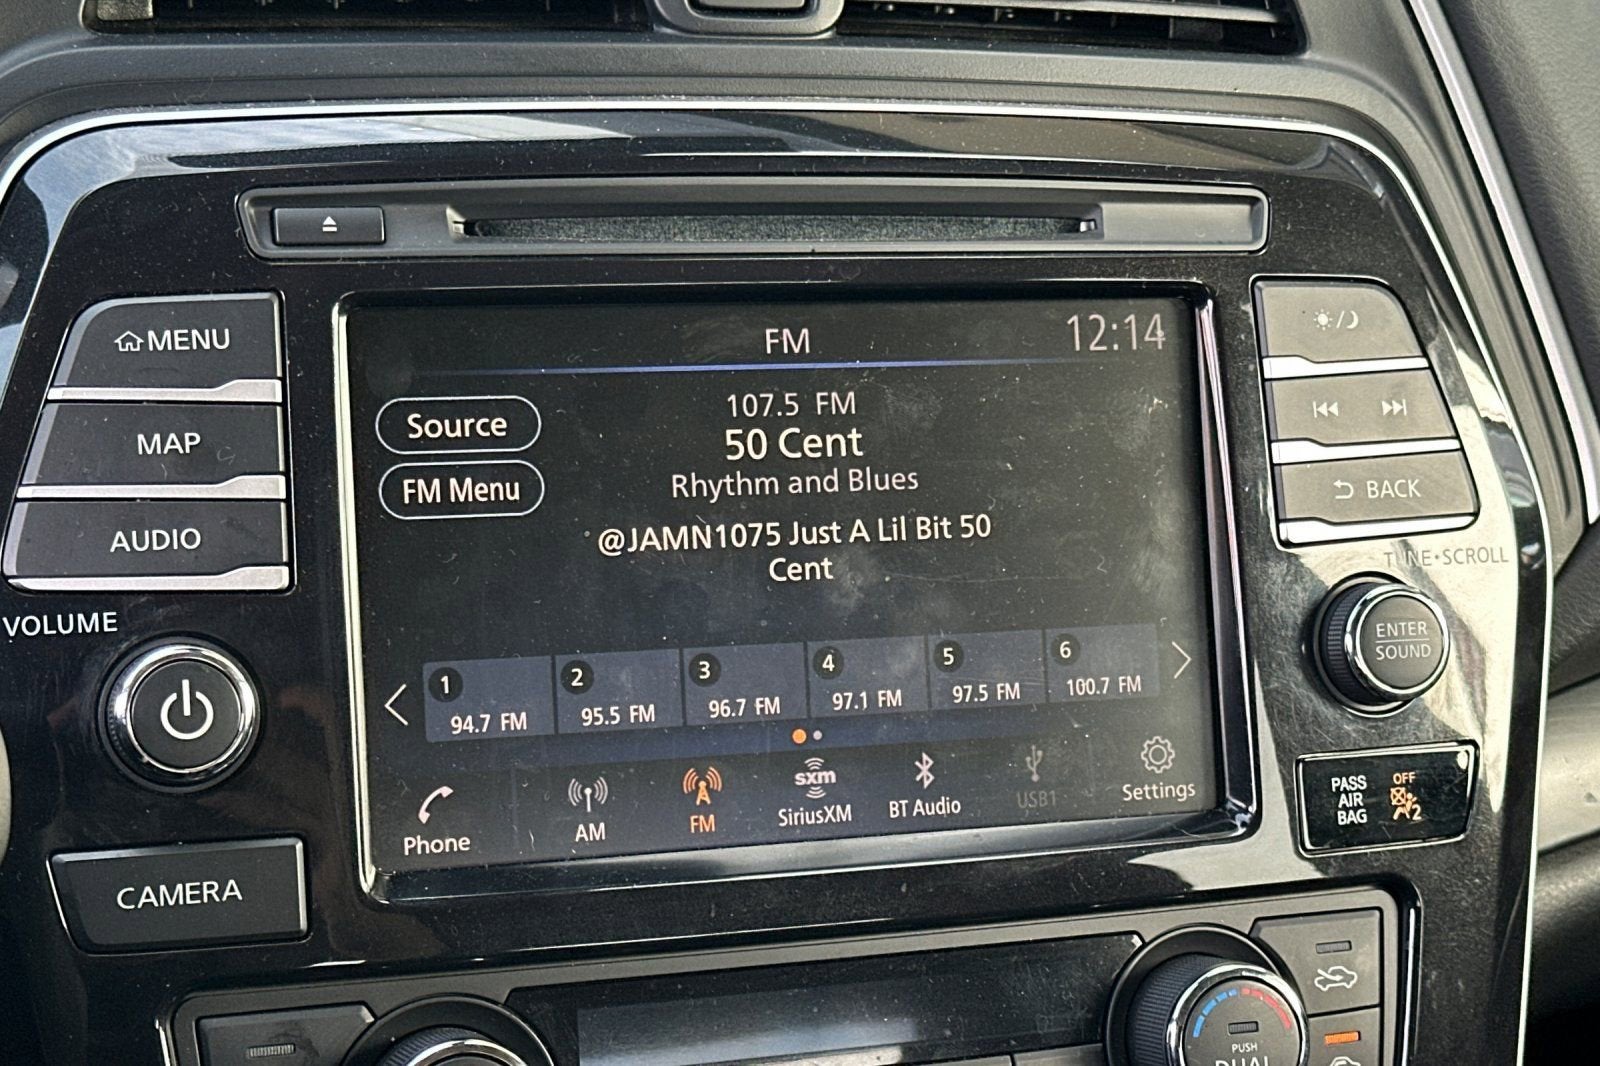 MENU
MAP
AUDIO
VOLUME
CAMERA
FM
12:14
Source
FM Menu
107.5 FM
50 Cent
Rhythm and Blues
@JAMN1075 Just A Lil Bit 50
Cent
1
94.7 FM
2
95.5 FM
3
96.7 FM
4
97.1 FM
5
97.5 FM
6
100.7 FM
Phone
AM
FM
sxm
SiriusXM
BT Audio
USB1
Settings
BACK
TUNE•SCROLL
ENTER
SOUND
PASS
AIR
BAG
OFF
2
PUSH
DUAL